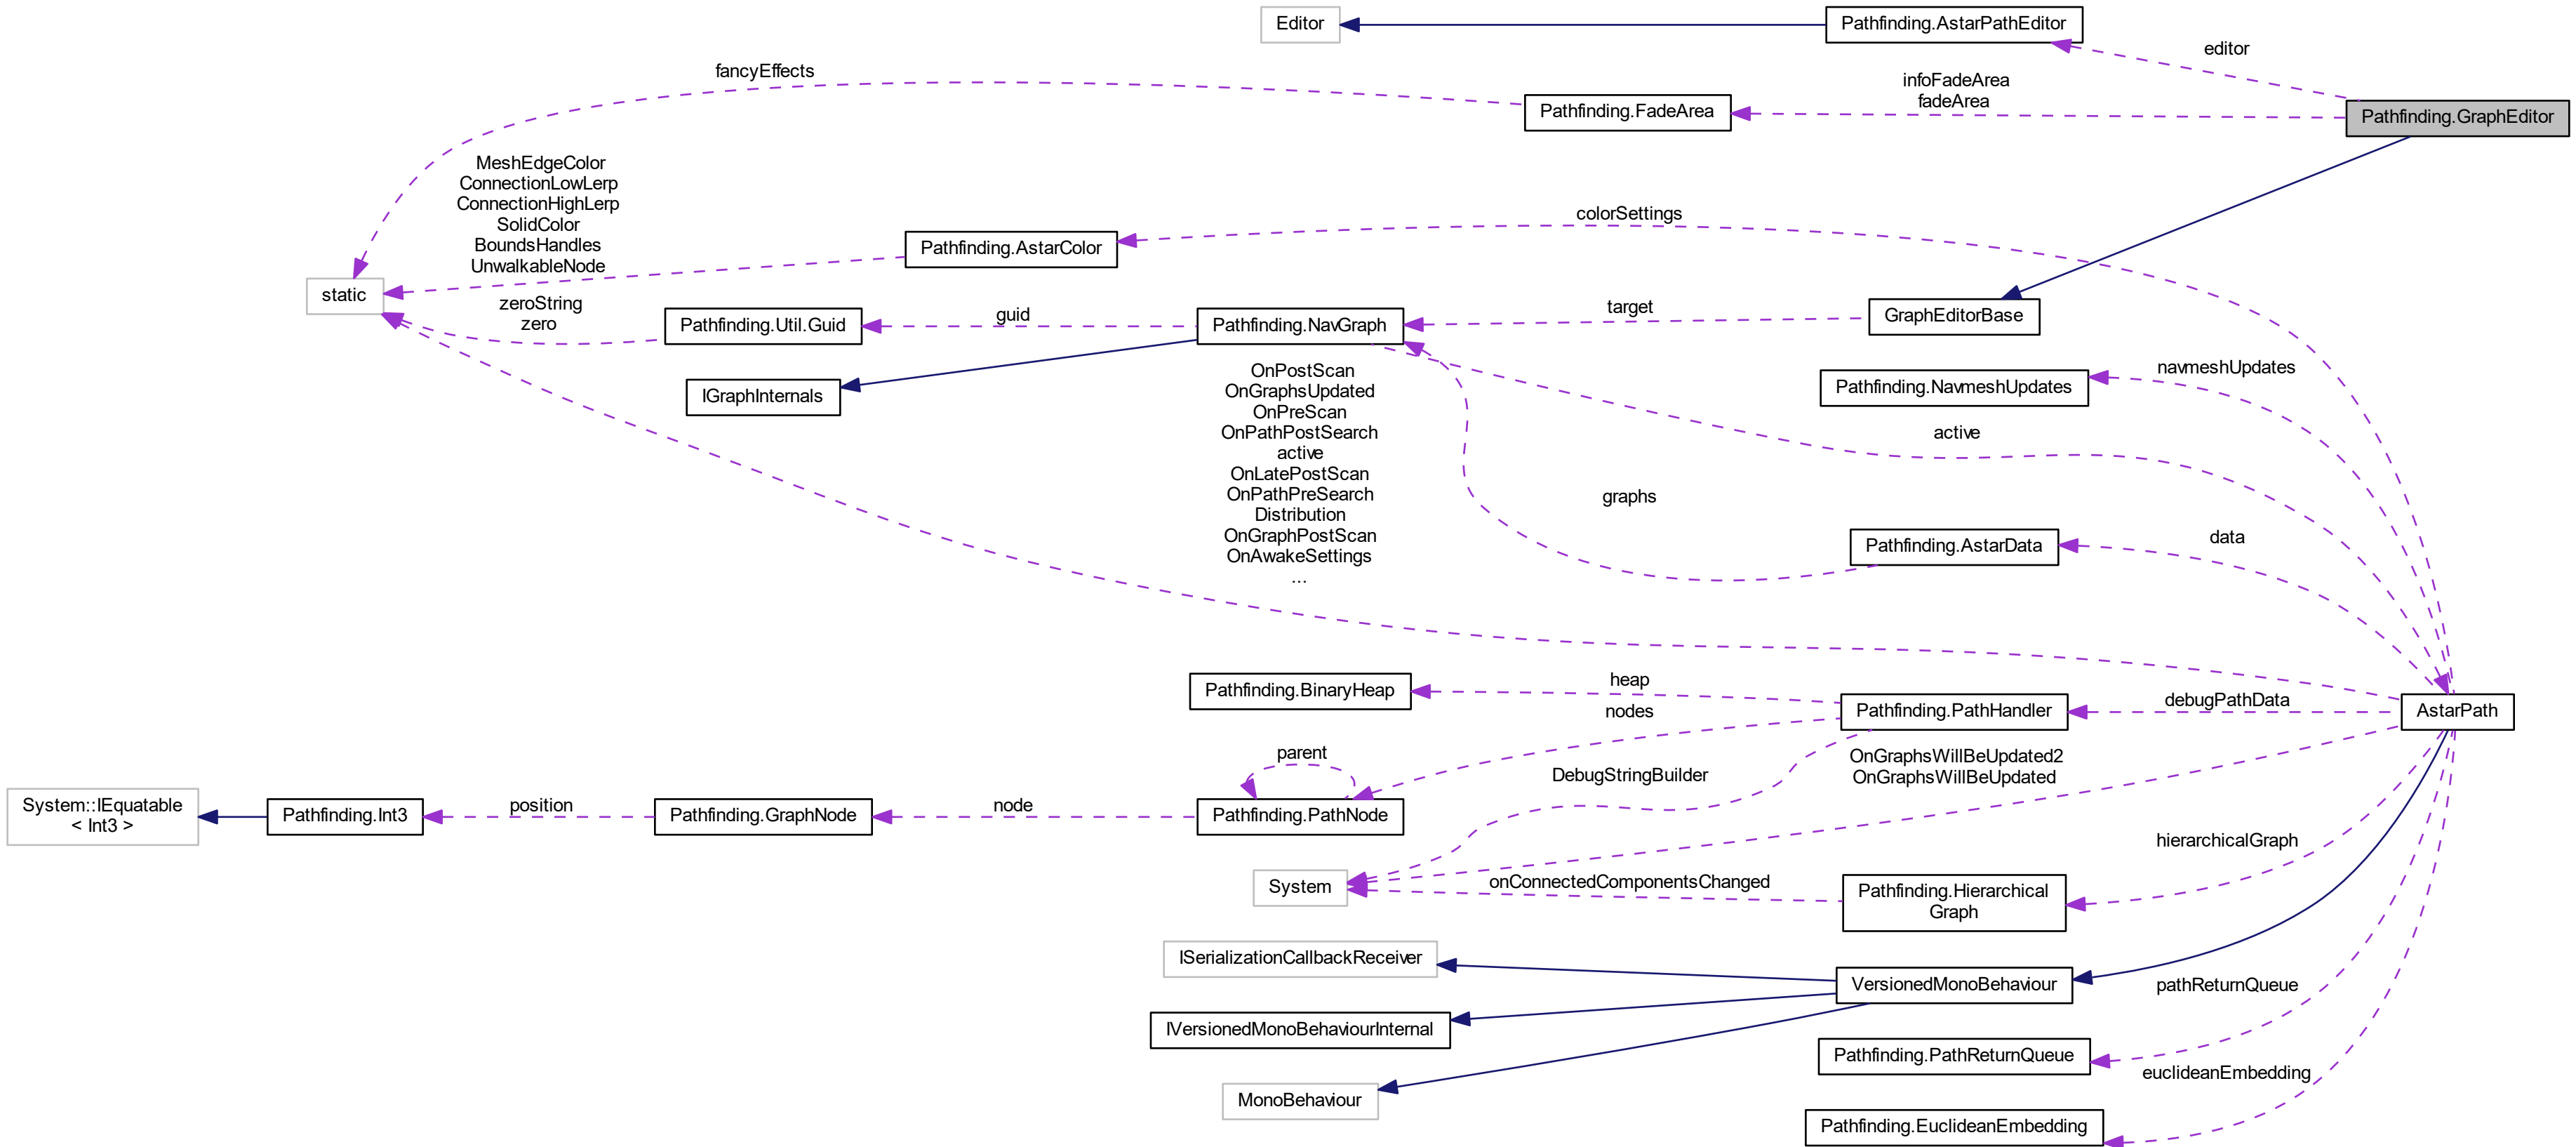 Editor
Pathfinding.AstarPathEditor
editor
fancyEffects
infoFadeArea
fadeArea
Pathfinding.FadeArea
Pathfinding.GraphEditor
MeshEdgeColor
ConnectionLowLerp
ConnectionHighLerp
SolidColor
BoundsHandles
UnwalkableNode
colorSettings
Pathfinding.AstarColor
static
zeroString
zero
Pathfinding.Util.Guid
guid
Pathfinding.NavGraph
target
GraphEditorBase
IGraphInternals
navmeshUpdates
Pathfinding.NavmeshUpdates
OnPostScan
OnGraphsUpdated
OnPreScan
OnPathPostSearch
active
OnLatePostScan
OnPathPreSearch
Distribution
OnGraphPostScan
OnAwakeSettings
...
active
graphs
Pathfinding.AstarData
data
Pathfinding.BinaryHeap
heap
nodes
Pathfinding.PathHandler
debugPathData
AstarPath
parent
DebugStringBuilder
OnGraphsWillBeUpdated2
OnGraphsWillBeUpdated
System::IEquatable
< Int3 >
Pathfinding.Int3
position
Pathfinding.GraphNode
node
Pathfinding.PathNode
hierarchicalGraph
System
onConnectedComponentsChanged
Pathfinding.Hierarchical
Graph
ISerializationCallbackReceiver
VersionedMonoBehaviour
pathReturnQueue
IVersionedMonoBehaviourInternal
Pathfinding.PathReturnQueue
euclideanEmbedding
MonoBehaviour
Pathfinding.EuclideanEmbedding